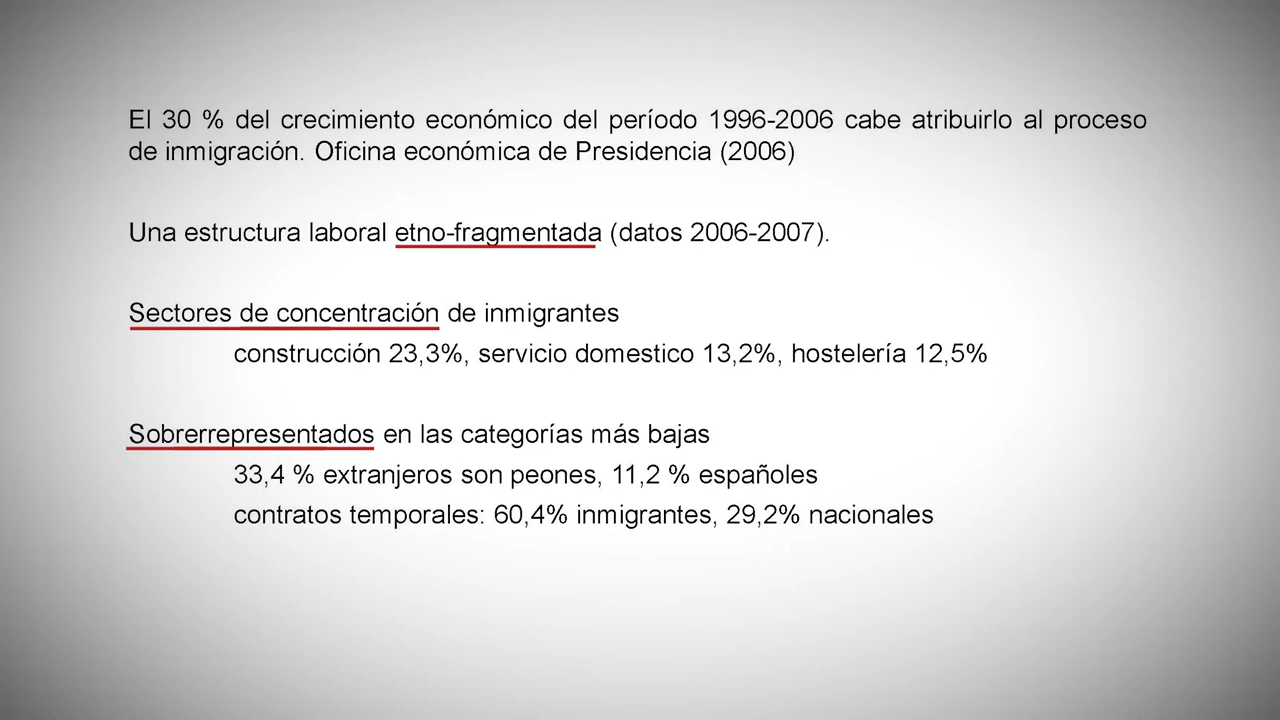 El 30 % del crecimiento económico del período 1996-2006 cabe atribuirlo al proceso
de inmigración. Oficina económica de Presidencia (2006)
Una estructura laboral etno-fragmentada (datos 2006-2007).
Sectores de concentración de inmigrantes
construcción 23,3%, servicio domestico 13,2%, hostelería 12,5%
Sobrerrepresentados en las categorías más bajas
33,4 % extranjeros son peones, 11,2 % españoles
contratos temporales: 60,4% inmigrantes, 29,2% nacionales